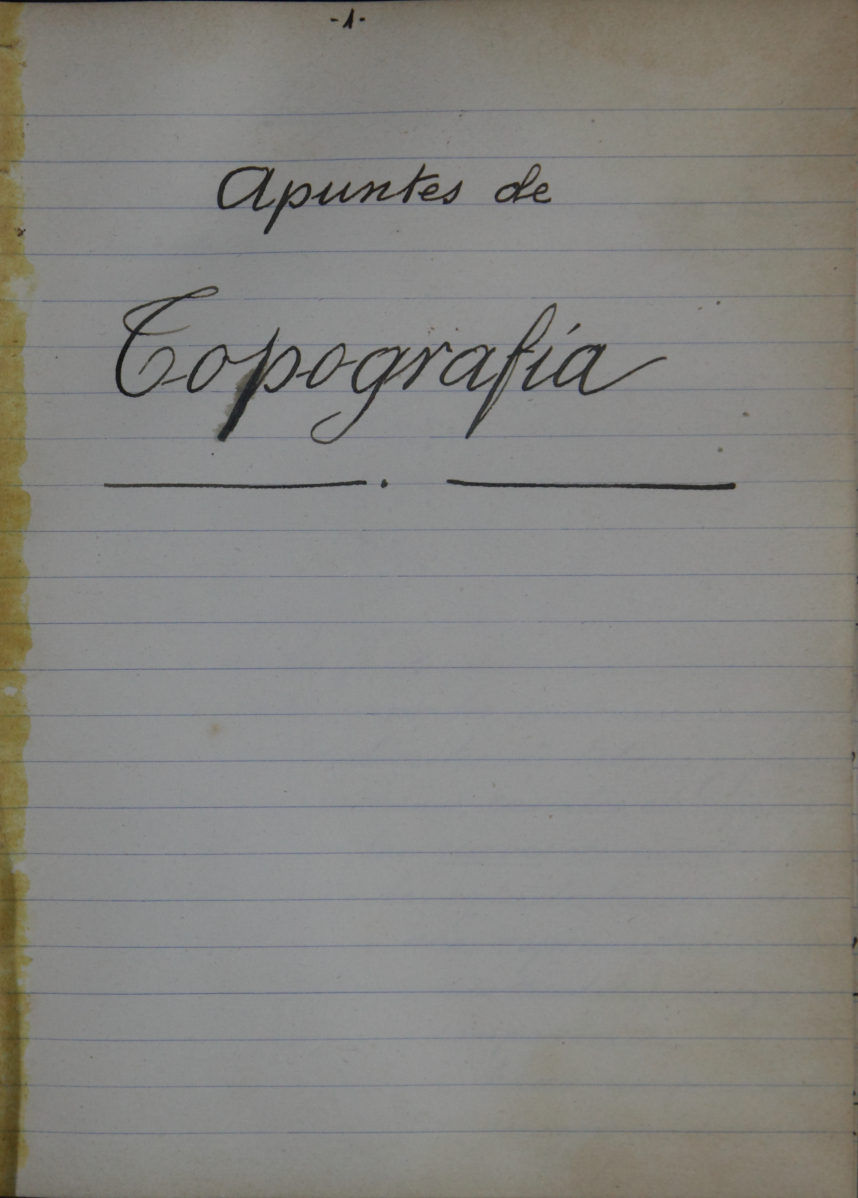 -1-
Apuntes de
Topografía